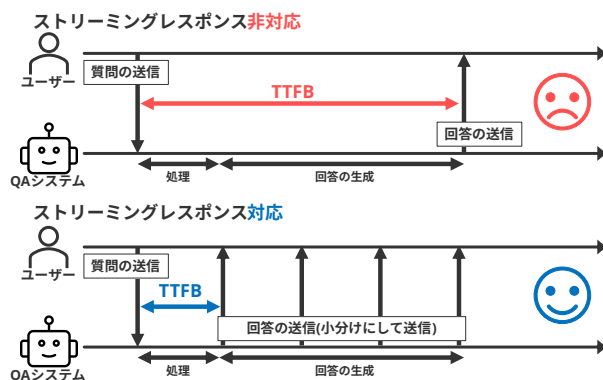 ストリーミングレスポンス非対応
ユーザー
質問の送信
TTFB
回答の送信
QAシステム
処理
回答の生成
ストリーミングレスポンス対応
ユーザー
質問の送信
TTFB
回答の送信(小分けにして送信)
QAシステム
処理
回答の生成